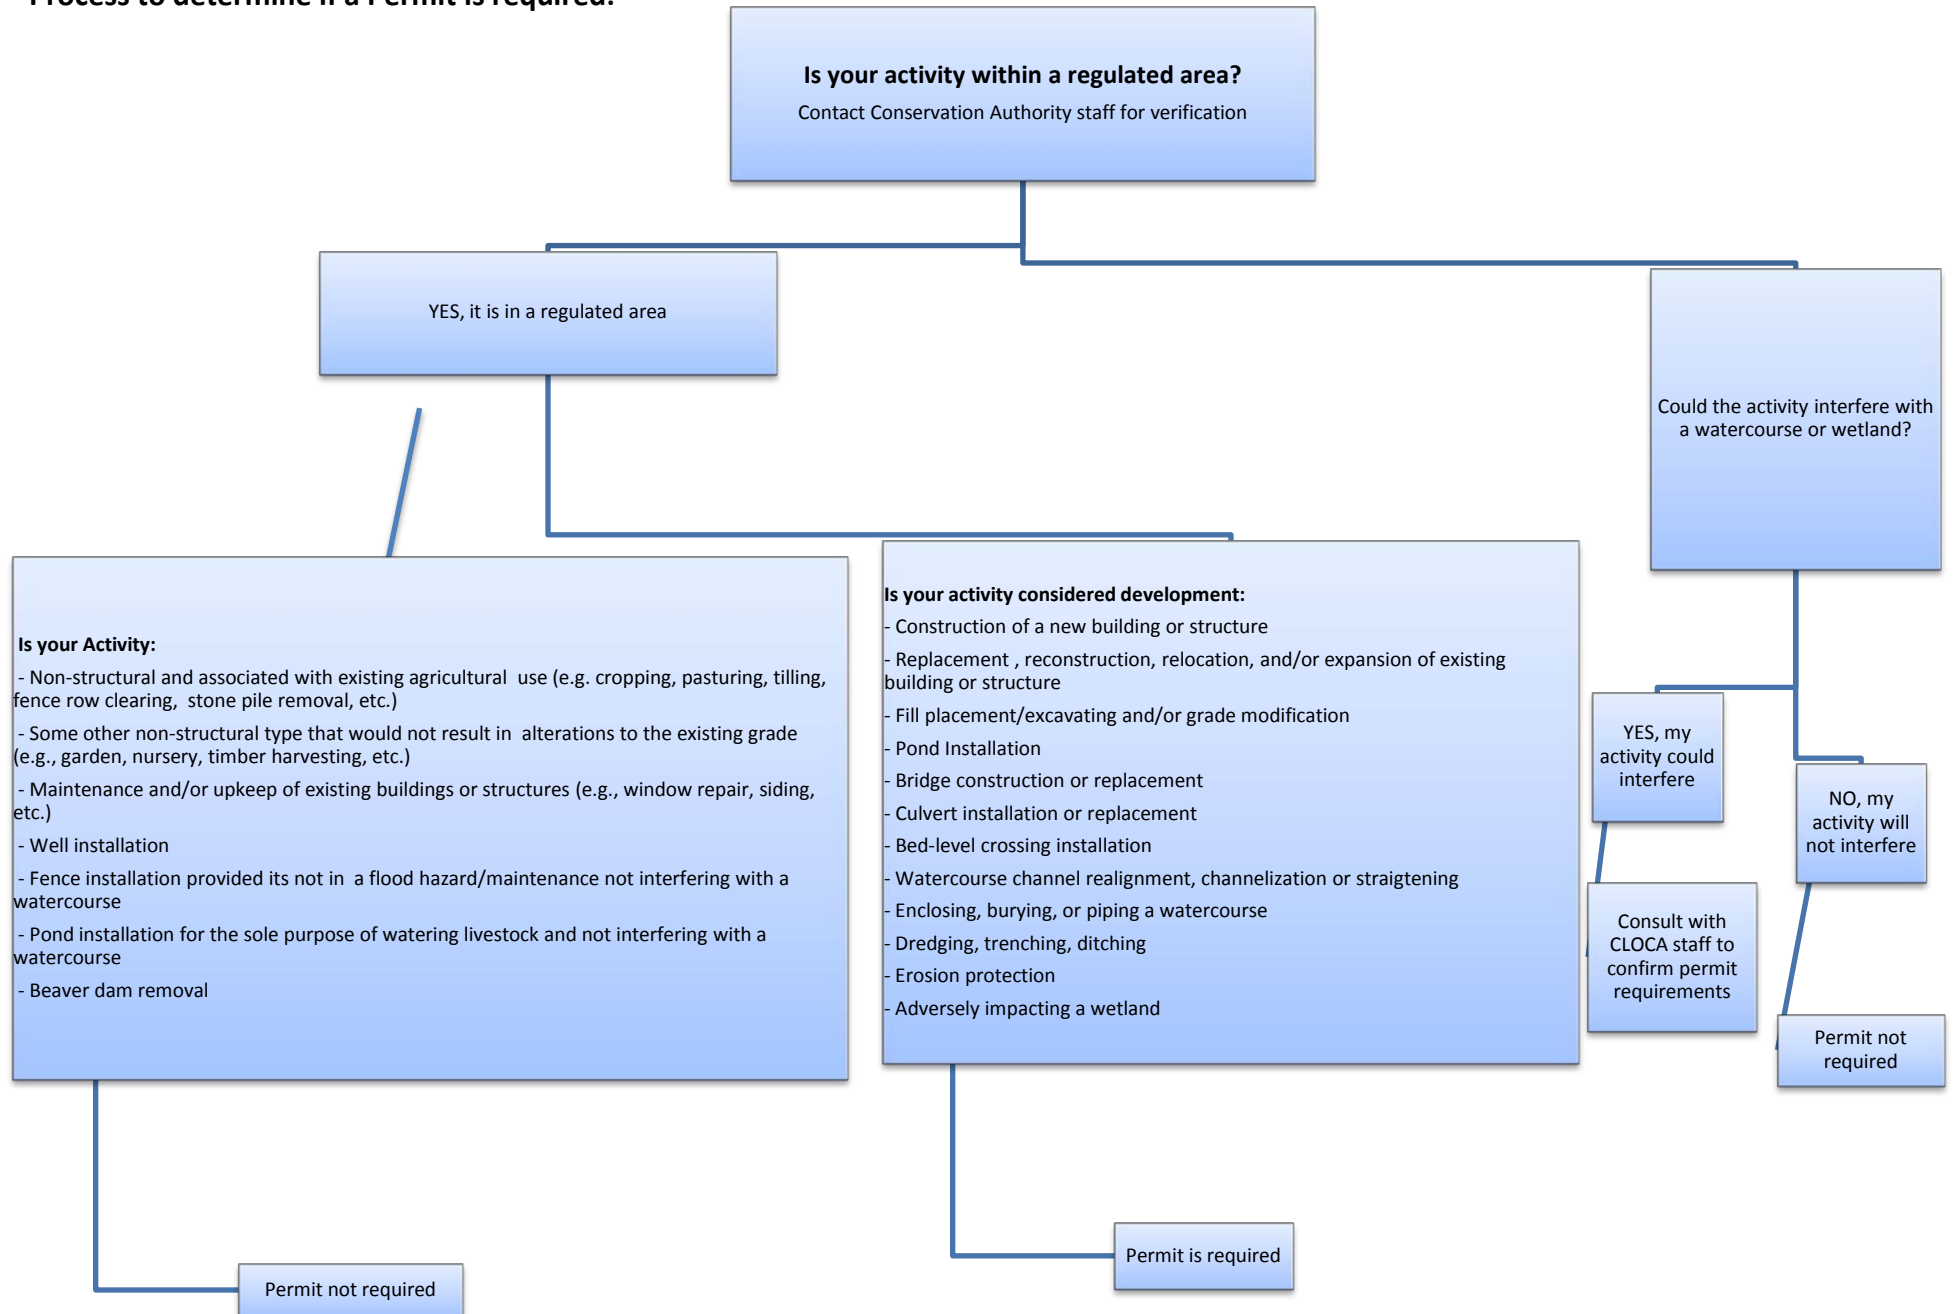 Process to determine if a Permit is required:
Is your activity within a regulated area?
Contact Conservation Authority staff for verification
YES, it is in a regulated area
Could the activity interfere with
a watercourse or wetland?
Is your Activity:
- Non-structural and associated with existing agricultural use (e.g. cropping, pasturing, tilling,
fence row clearing, stone pile removal, etc.)
- Some other non-structural type that would not result in alterations to the existing grade
(e.g., garden, nursery, timber harvesting, etc.)
- Maintenance and/or upkeep of existing buildings or structures (e.g., window repair, siding,
etc.)
- Well installation
- Fence installation provided its not in a flood hazard/maintenance not interfering with a
watercourse
- Pond installation for the sole purpose of watering livestock and not interfering with a
watercourse
- Beaver dam removal
Is your activity considered development:
- Construction of a new building or structure
- Replacement , reconstruction, relocation, and/or expansion of existing
building or structure
- Fill placement/excavating and/or grade modification
- Pond Installation
- Bridge construction or replacement
- Culvert installation or replacement
- Bed-level crossing installation
- Watercourse channel realignment, channelization or straigtening
- Enclosing, burying, or piping a watercourse
- Dredging, trenching, ditching
- Erosion protection
- Adversely impacting a wetland
YES, my
activity could
interfere
NO, my
activity will
not interfere
Consult with
CLOCA staff to
confirm permit
requirements
Permit not
required
Permit is required
Permit not required